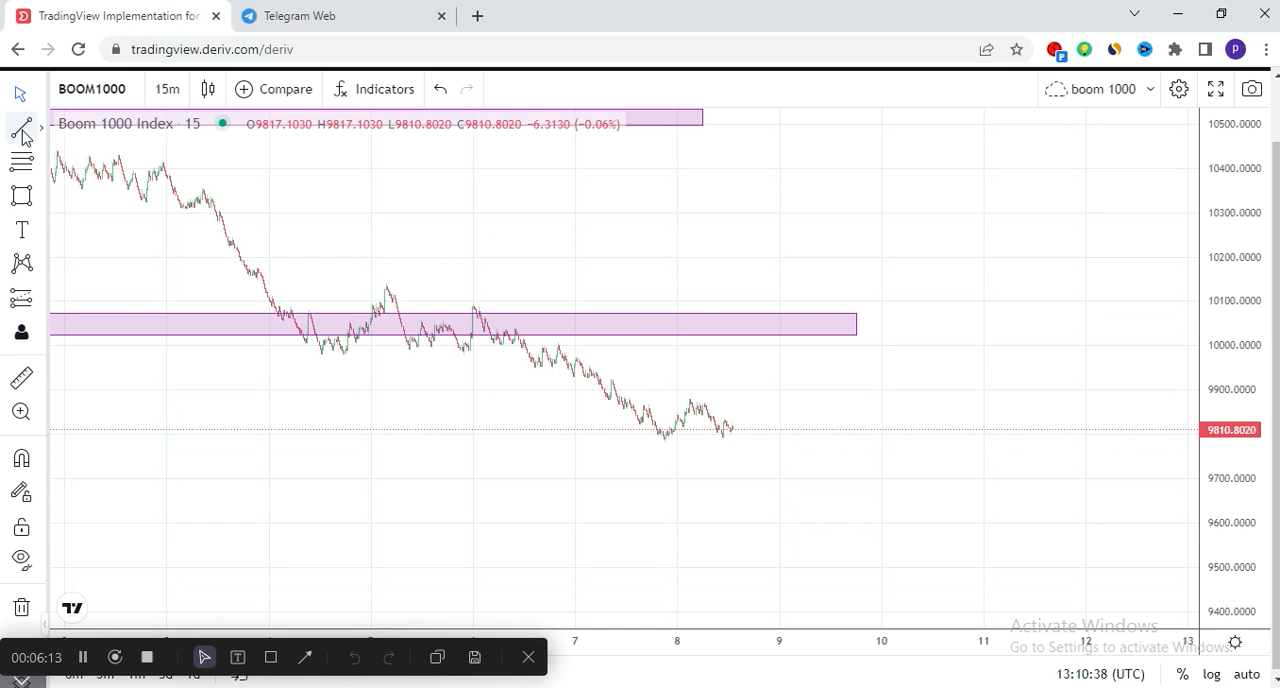 TradingView Implementation for
Telegram Web
tradingview.deriv.com/deriv
P
P
BOOM1000
15m
Compare
Indicators
boom 1000
Boom 1000 Index · 15
O9817.1030 H9817.1030 L9810.8020 C9810.8020 −6.3130 (−0.06%)
10500.0000
10400.0000
10300.0000
10200.0000
10100.0000
10000.0000
9900.0000
9810.8020
9700.0000
9600.0000
9500.0000
9400.0000
T
7
8
9
10
11
12
13
Activate Windows
Go to Settings to activate Windows.
00:06:13
T
13:10:38 (UTC)
%
log
auto